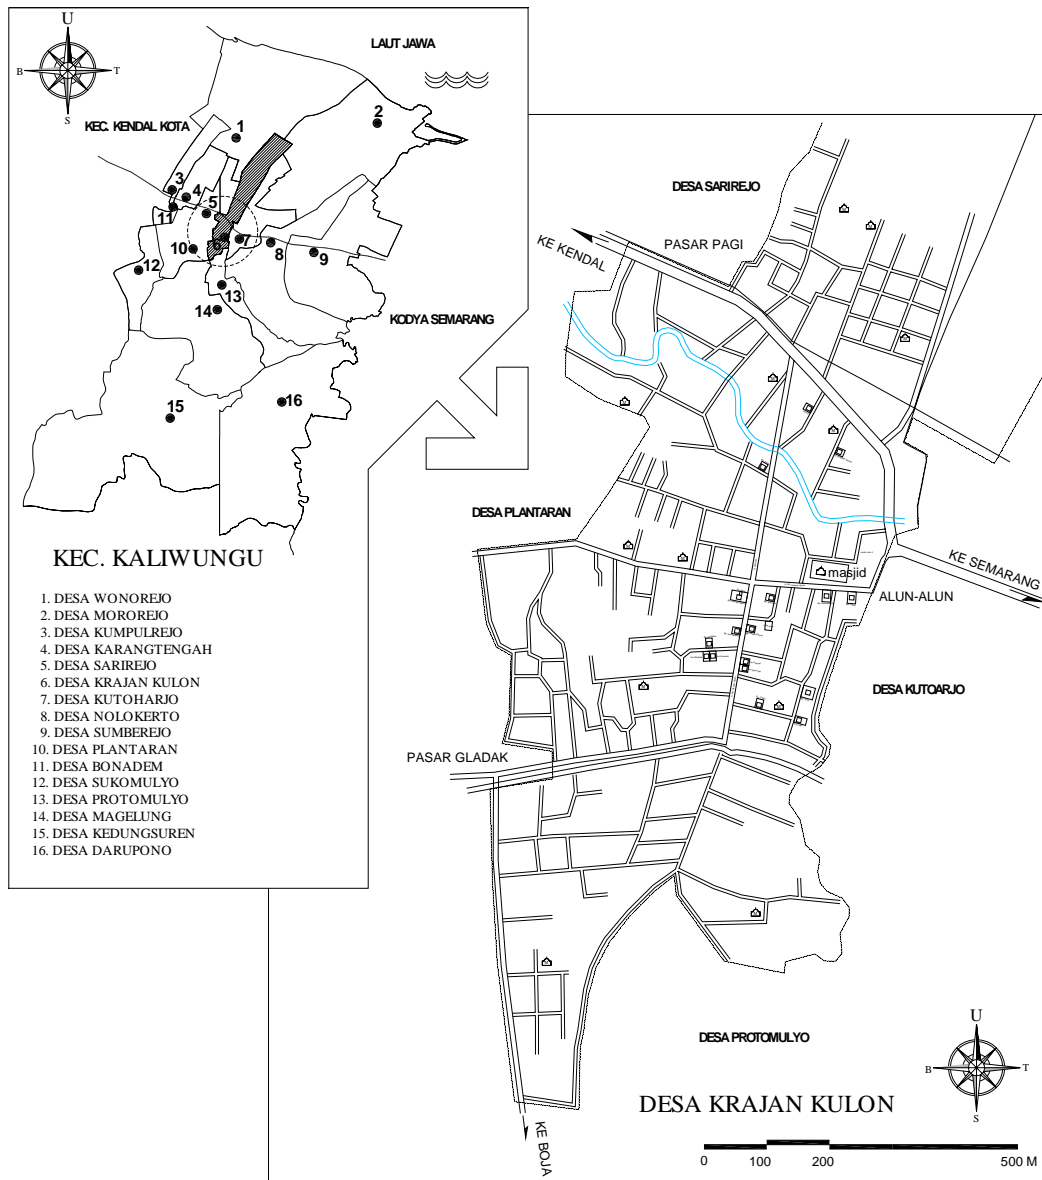 U
B
T
S
LAUT JAWA
KEC. KENDAL KOTA
1
2
3
4
5
6
7
8
9
10
11
12
13
14
15
16
KODYA SEMARANG
KEC. KALIWUNGU
1. DESA WONOREJO
2. DESA MOROREJO
3. DESA KUMPULREJO
4. DESA KARANGTENGAH
5. DESA SARIREJO
6. DESA KRAJAN KULON
7. DESA KUTOHARJO
8. DESA NOLOKERTO
9. DESA SUMBEREJO
10. DESA PLANTARAN
11. DESA BONADEM
12. DESA SUKOMULYO
13. DESA PROTOMULYO
14. DESA MAGELUNG
15. DESA KEDUNGSUREN
16. DESA DARUPONO
DESA SARIREJO
KE KENDAL
PASAR PAGI
DESA PLANTARAN
KE SEMARANG
masjid
ALUN-ALUN
DESA KUTOARJO
PASAR GLADAK
DESA PROTOMULYO
KE BOJA
U
B
T
S
DESA KRAJAN KULON
0 100 200 500 M